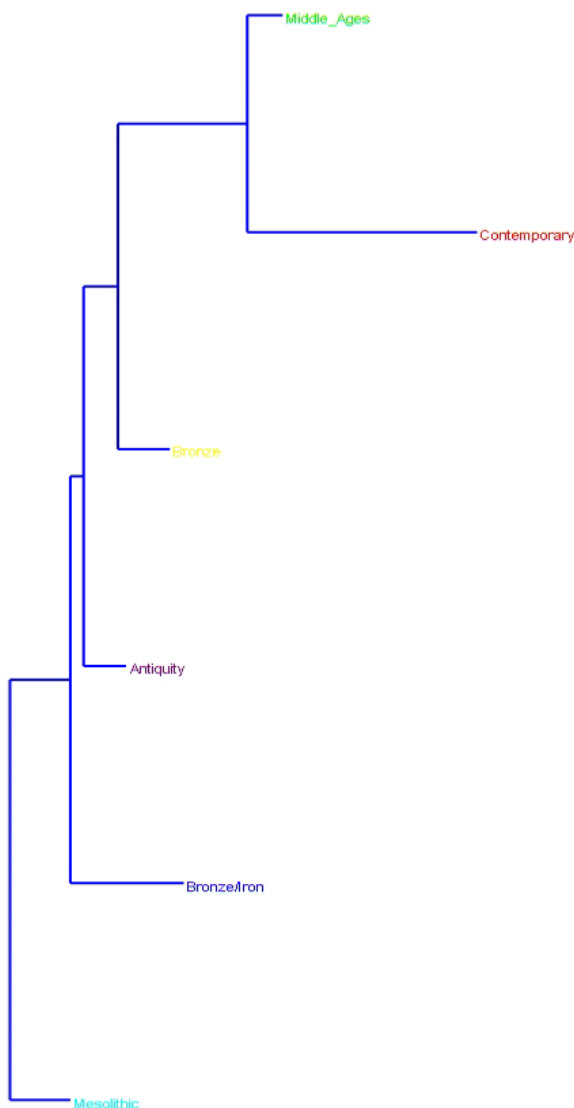 Middle_Ages
Contemporary
Bronze
Antiquity
Bronze/Iron
Mesolithic